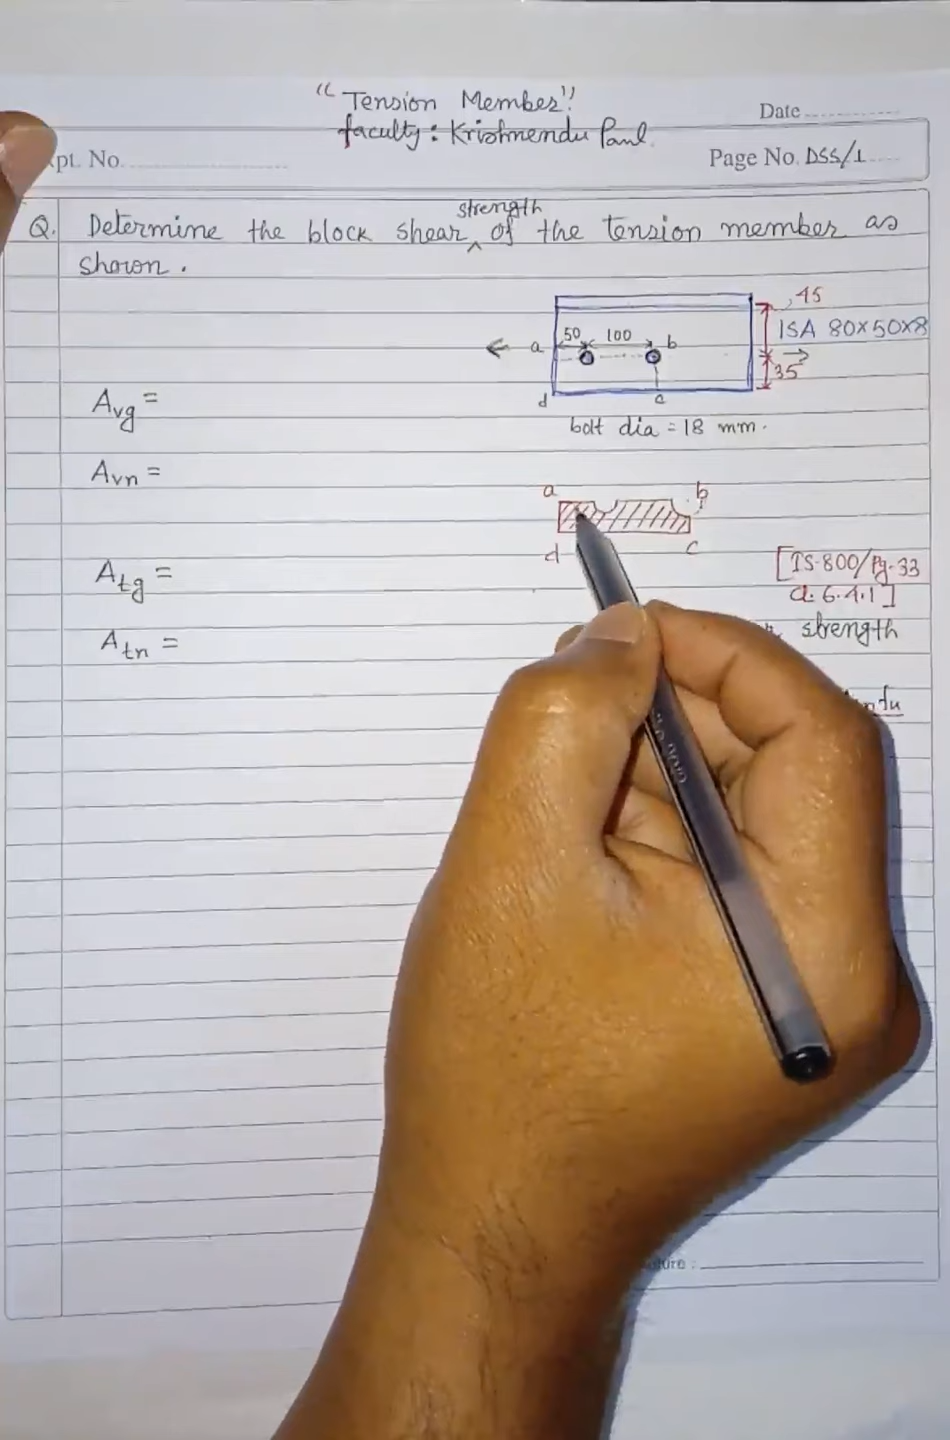 "Tension Member"
faculty: Krishnendu Paul.
Date
pt. No.
Page No. DSS/1
strength
Q. Determine the block shear ^ of the tension member as
shown.
45
50 100
a b ISA 80×50×8
35
d c
bolt dia = 18 mm.
Avg =
Avn =
a b
d c
[IS-800/Pg.33
Cl. 6.4.1]
Atg =
strength
Atn =